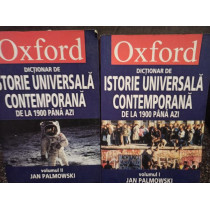 Oxford
DICȚIONAR DE
ISTORIE UNIVERSALĂ
CONTEMPORANĂ
DE LA 1900 PÂNĂ AZI
volumul II
JAN PALMOWSKI
Oxford
DICȚIONAR DE
ISTORIE UNIVERSALĂ
CONTEMPORANĂ
DE LA 1900 PÂNĂ AZI
volumul I
JAN PALMOWSKI